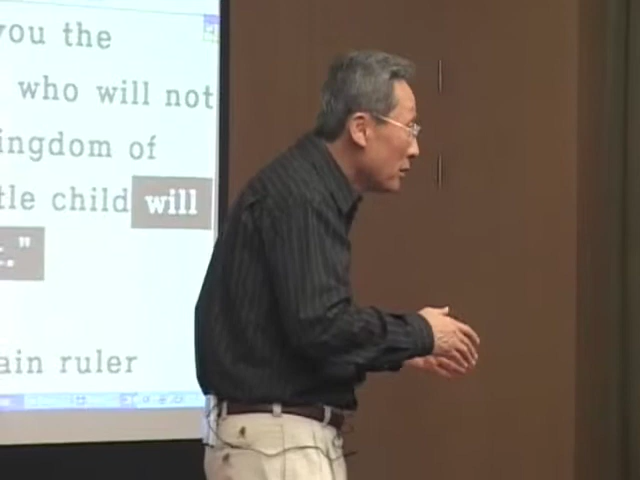 you the
who will not
ingdom of
tle child will
t."
ain ruler